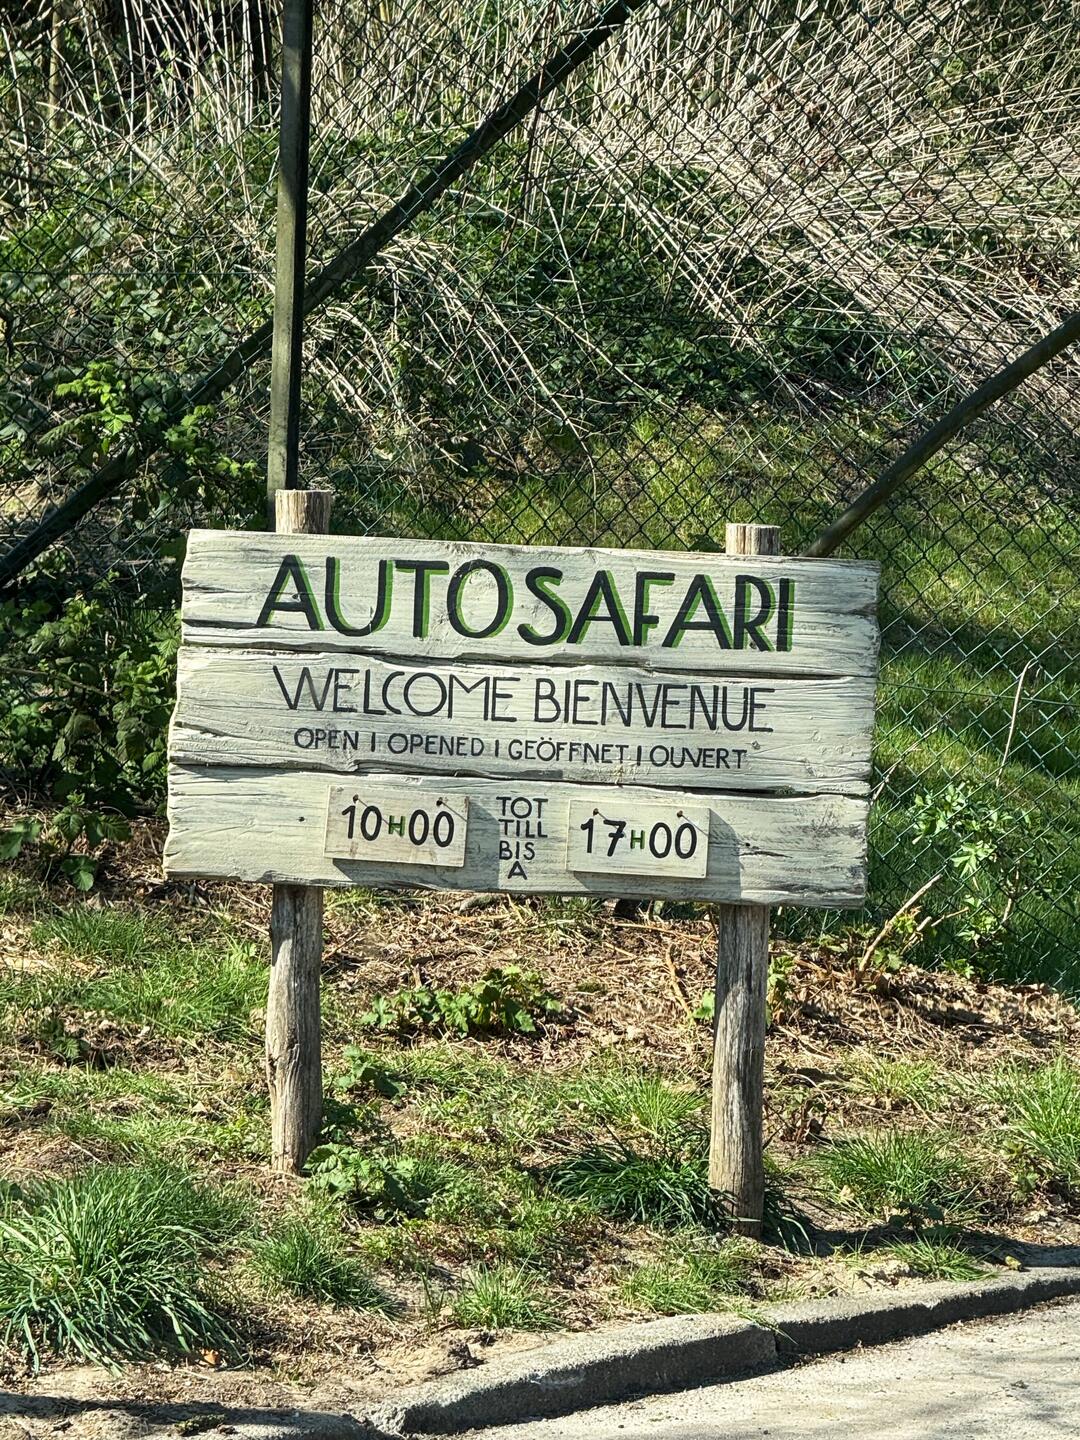 AUTOSAFARI
WELCOME BIENVENUE
OPEN | OPENED | GEÖFFNET | OUVERT
10H00
TOT
TILL
BIS
A
17H00